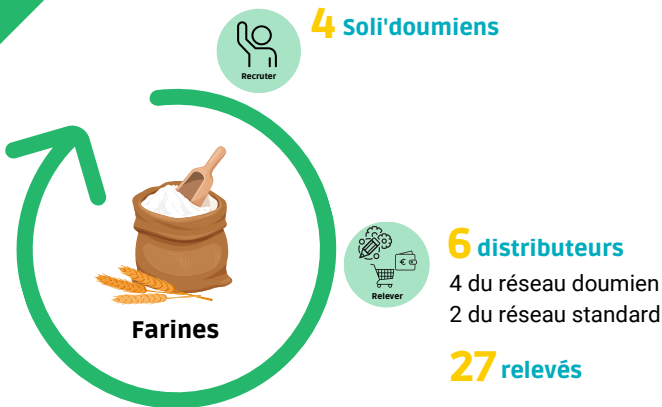 4 Soli'doumiens
Recruter
6 distributeurs
4 du réseau doumien
2 du réseau standard
Relever
€
Farines
27 relevés